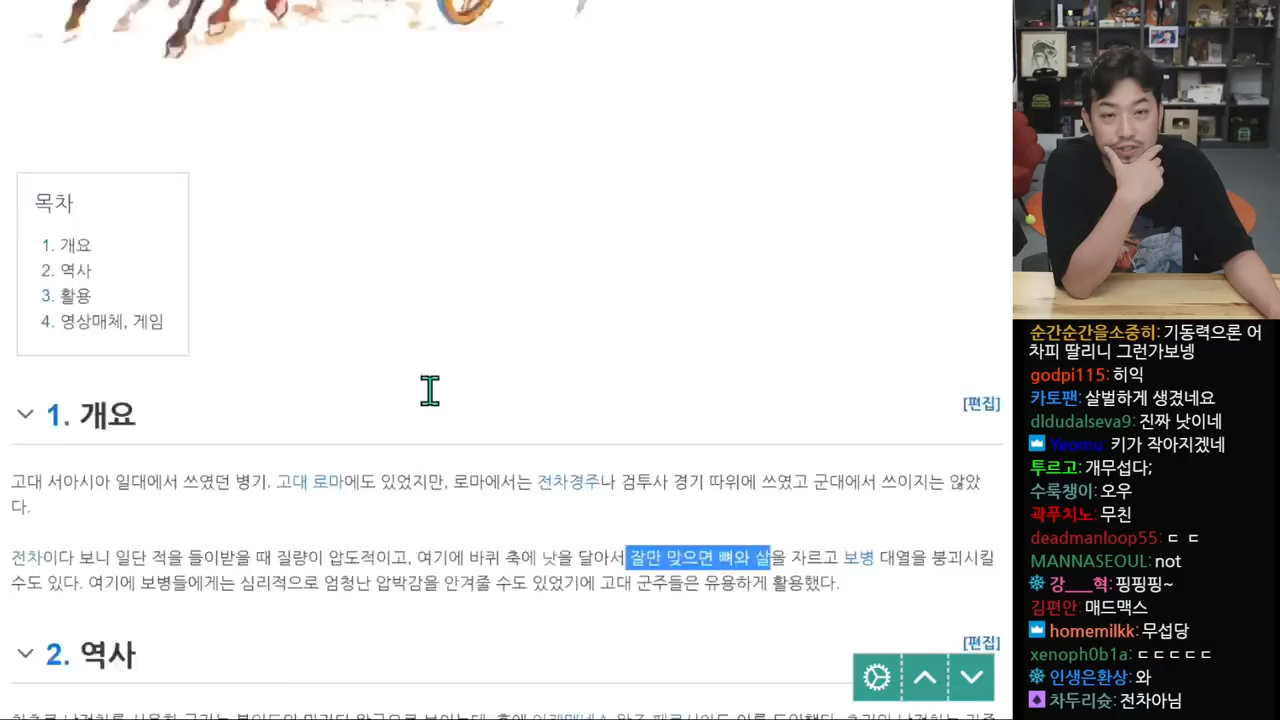 목차
1. 개요
2. 역사
3. 활용
4. 영상매체, 게임
1. 개요
[편집]
고대 서아시아 일대에서 쓰였던 병기. 고대 로마에도 있었지만, 로마에서는 전차경주나 검투사 경기 따위에 쓰였고 군대에서 쓰이지는 않았
다.
전차이다 보니 일단 적을 들이받을 때 질량이 압도적이고, 여기에 바퀴 축에 낫을 달아서 잘만 맞으면 뼈와 살을 자르고 보병 대열을 붕괴시킬
수도 있다. 여기에 보병들에게는 심리적으로 엄청난 압박감을 안겨줄 수도 있었기에 고대 군주들은 유용하게 활용했다.
2. 역사
[편집]
순간순간을소중히: 기동력으론 어
차피 딸리니 그런가보넹
godpi115: 히익
카토팬: 살벌하게 생겼네요
dldudalseva9: 진짜 낫이네
Yeomu: 키가 작아지겠네
투르고: 개무섭다;
수룩챙이: 오우
곽푸치노: 무친
deadmanloop55: ㄷ ㄷ
MANNASEOUL: not
강___혁: 핑핑핑~
김편안: 매드맥스
homemilkk: 무섭당
xenoph0b1a: ㄷㄷㄷㄷㄷ
인생은환상: 와
차두리슛: 전차아님